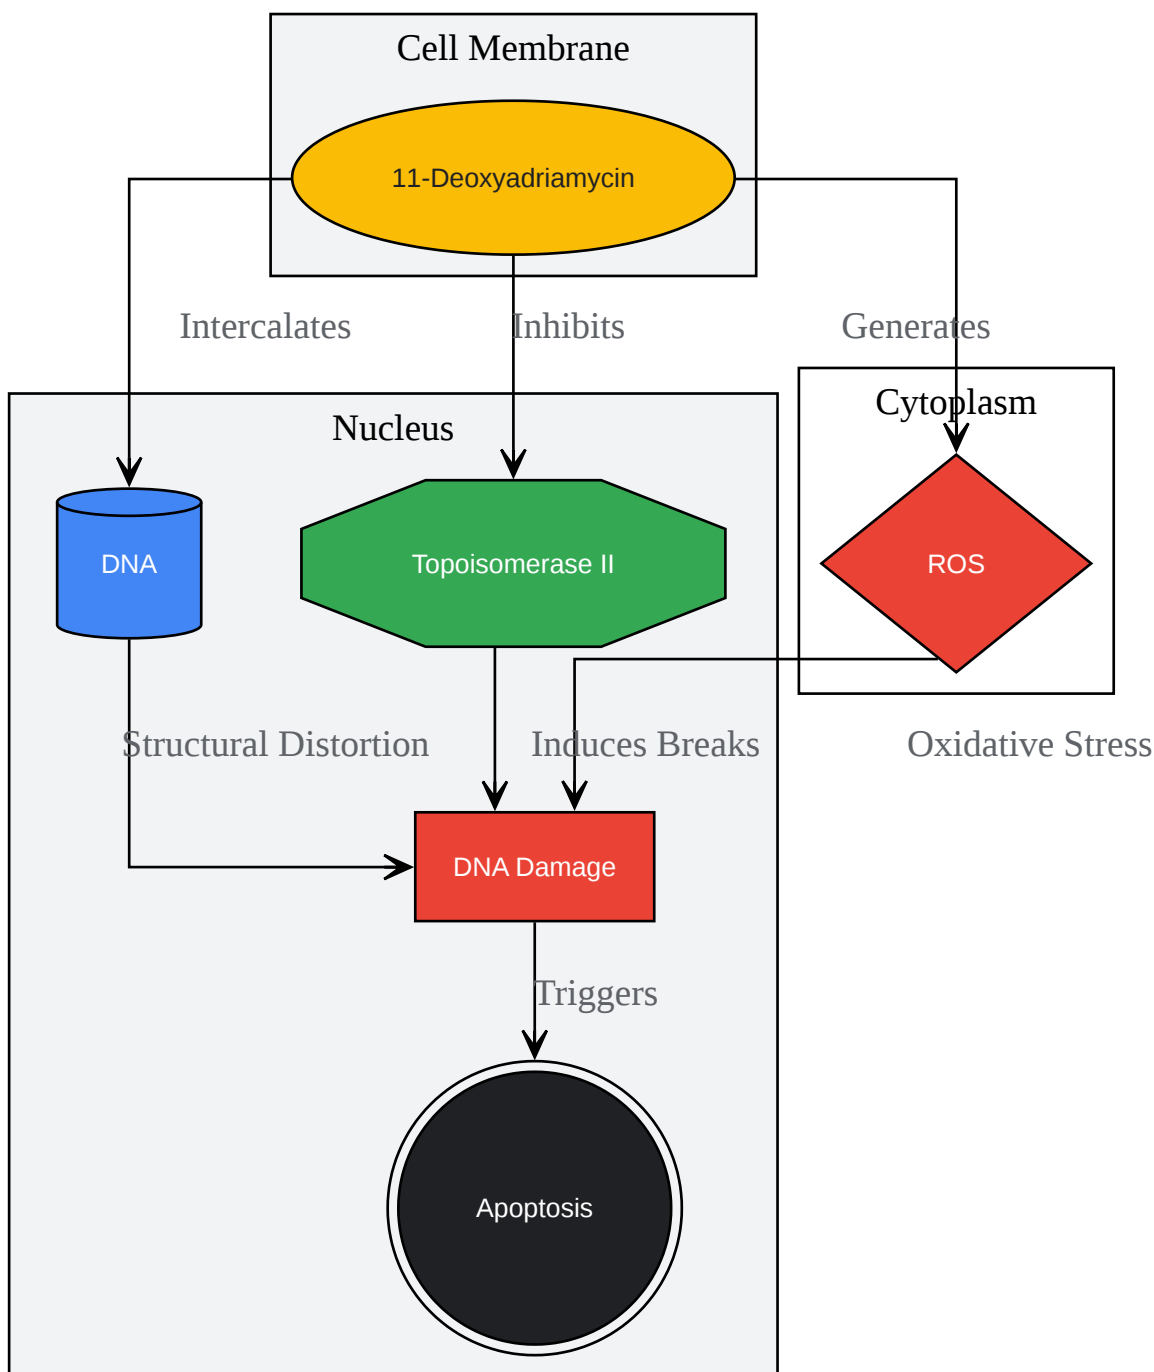 Cell Membrane
11-Deoxyadriamycin
Intercalates
Inhibits
Generates
Nucleus
Cytoplasm
DNA
Topoisomerase II
ROS
Structural Distortion
Induces Breaks
Oxidative Stress
DNA Damage
Triggers
Apoptosis